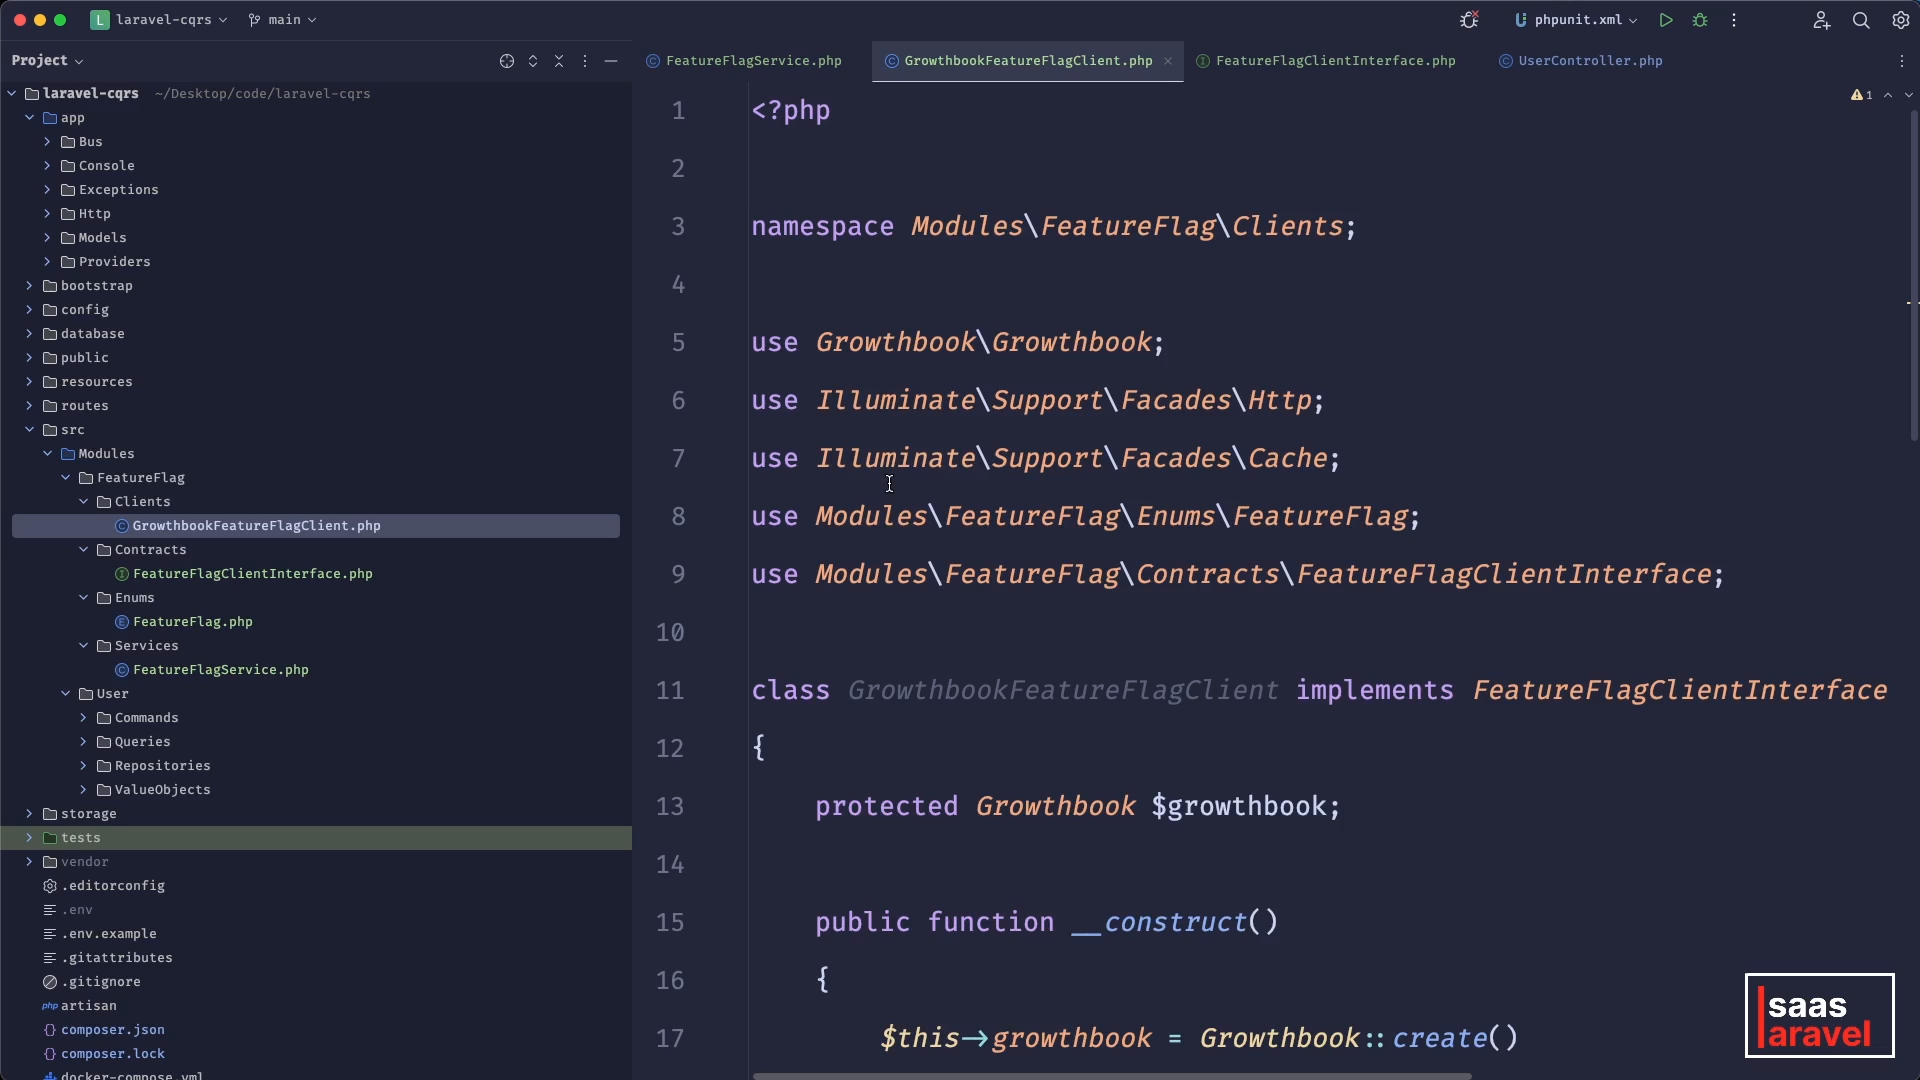 L laravel-cqrs main phpunit.xml
Project
FeatureFlagService.php GrowthbookFeatureFlagClient.php FeatureFlagClientInterface.php UserController.php
laravel-cqrs ~/Desktop/code/laravel-cqrs
app
Bus
Console
Exceptions
Http
Models
Providers
bootstrap
config
database
public
resources
routes
src
Modules
FeatureFlag
Clients
GrowthbookFeatureFlagClient.php
Contracts
FeatureFlagClientInterface.php
Enums
FeatureFlag.php
Services
FeatureFlagService.php
User
Commands
Queries
Repositories
ValueObjects
storage
tests
vendor
.editorconfig
.env
.env.example
.gitattributes
.gitignore
php artisan
{} composer.json
{} composer.lock
docker-compose.yml
1
1 <?php
2
3 namespace Modules\FeatureFlag\Clients;
4
5 use Growthbook\Growthbook;
6 use Illuminate\Support\Facades\Http;
7 use Illuminate\Support\Facades\Cache;
8 use Modules\FeatureFlag\Enums\FeatureFlag;
9 use Modules\FeatureFlag\Contracts\FeatureFlagClientInterface;
10
11 class GrowthbookFeatureFlagClient implements FeatureFlagClientInterface
12 {
13 protected Growthbook $growthbook;
14
15 public function __construct()
16 {
17 $this->growthbook = Growthbook::create()
saas
laravel